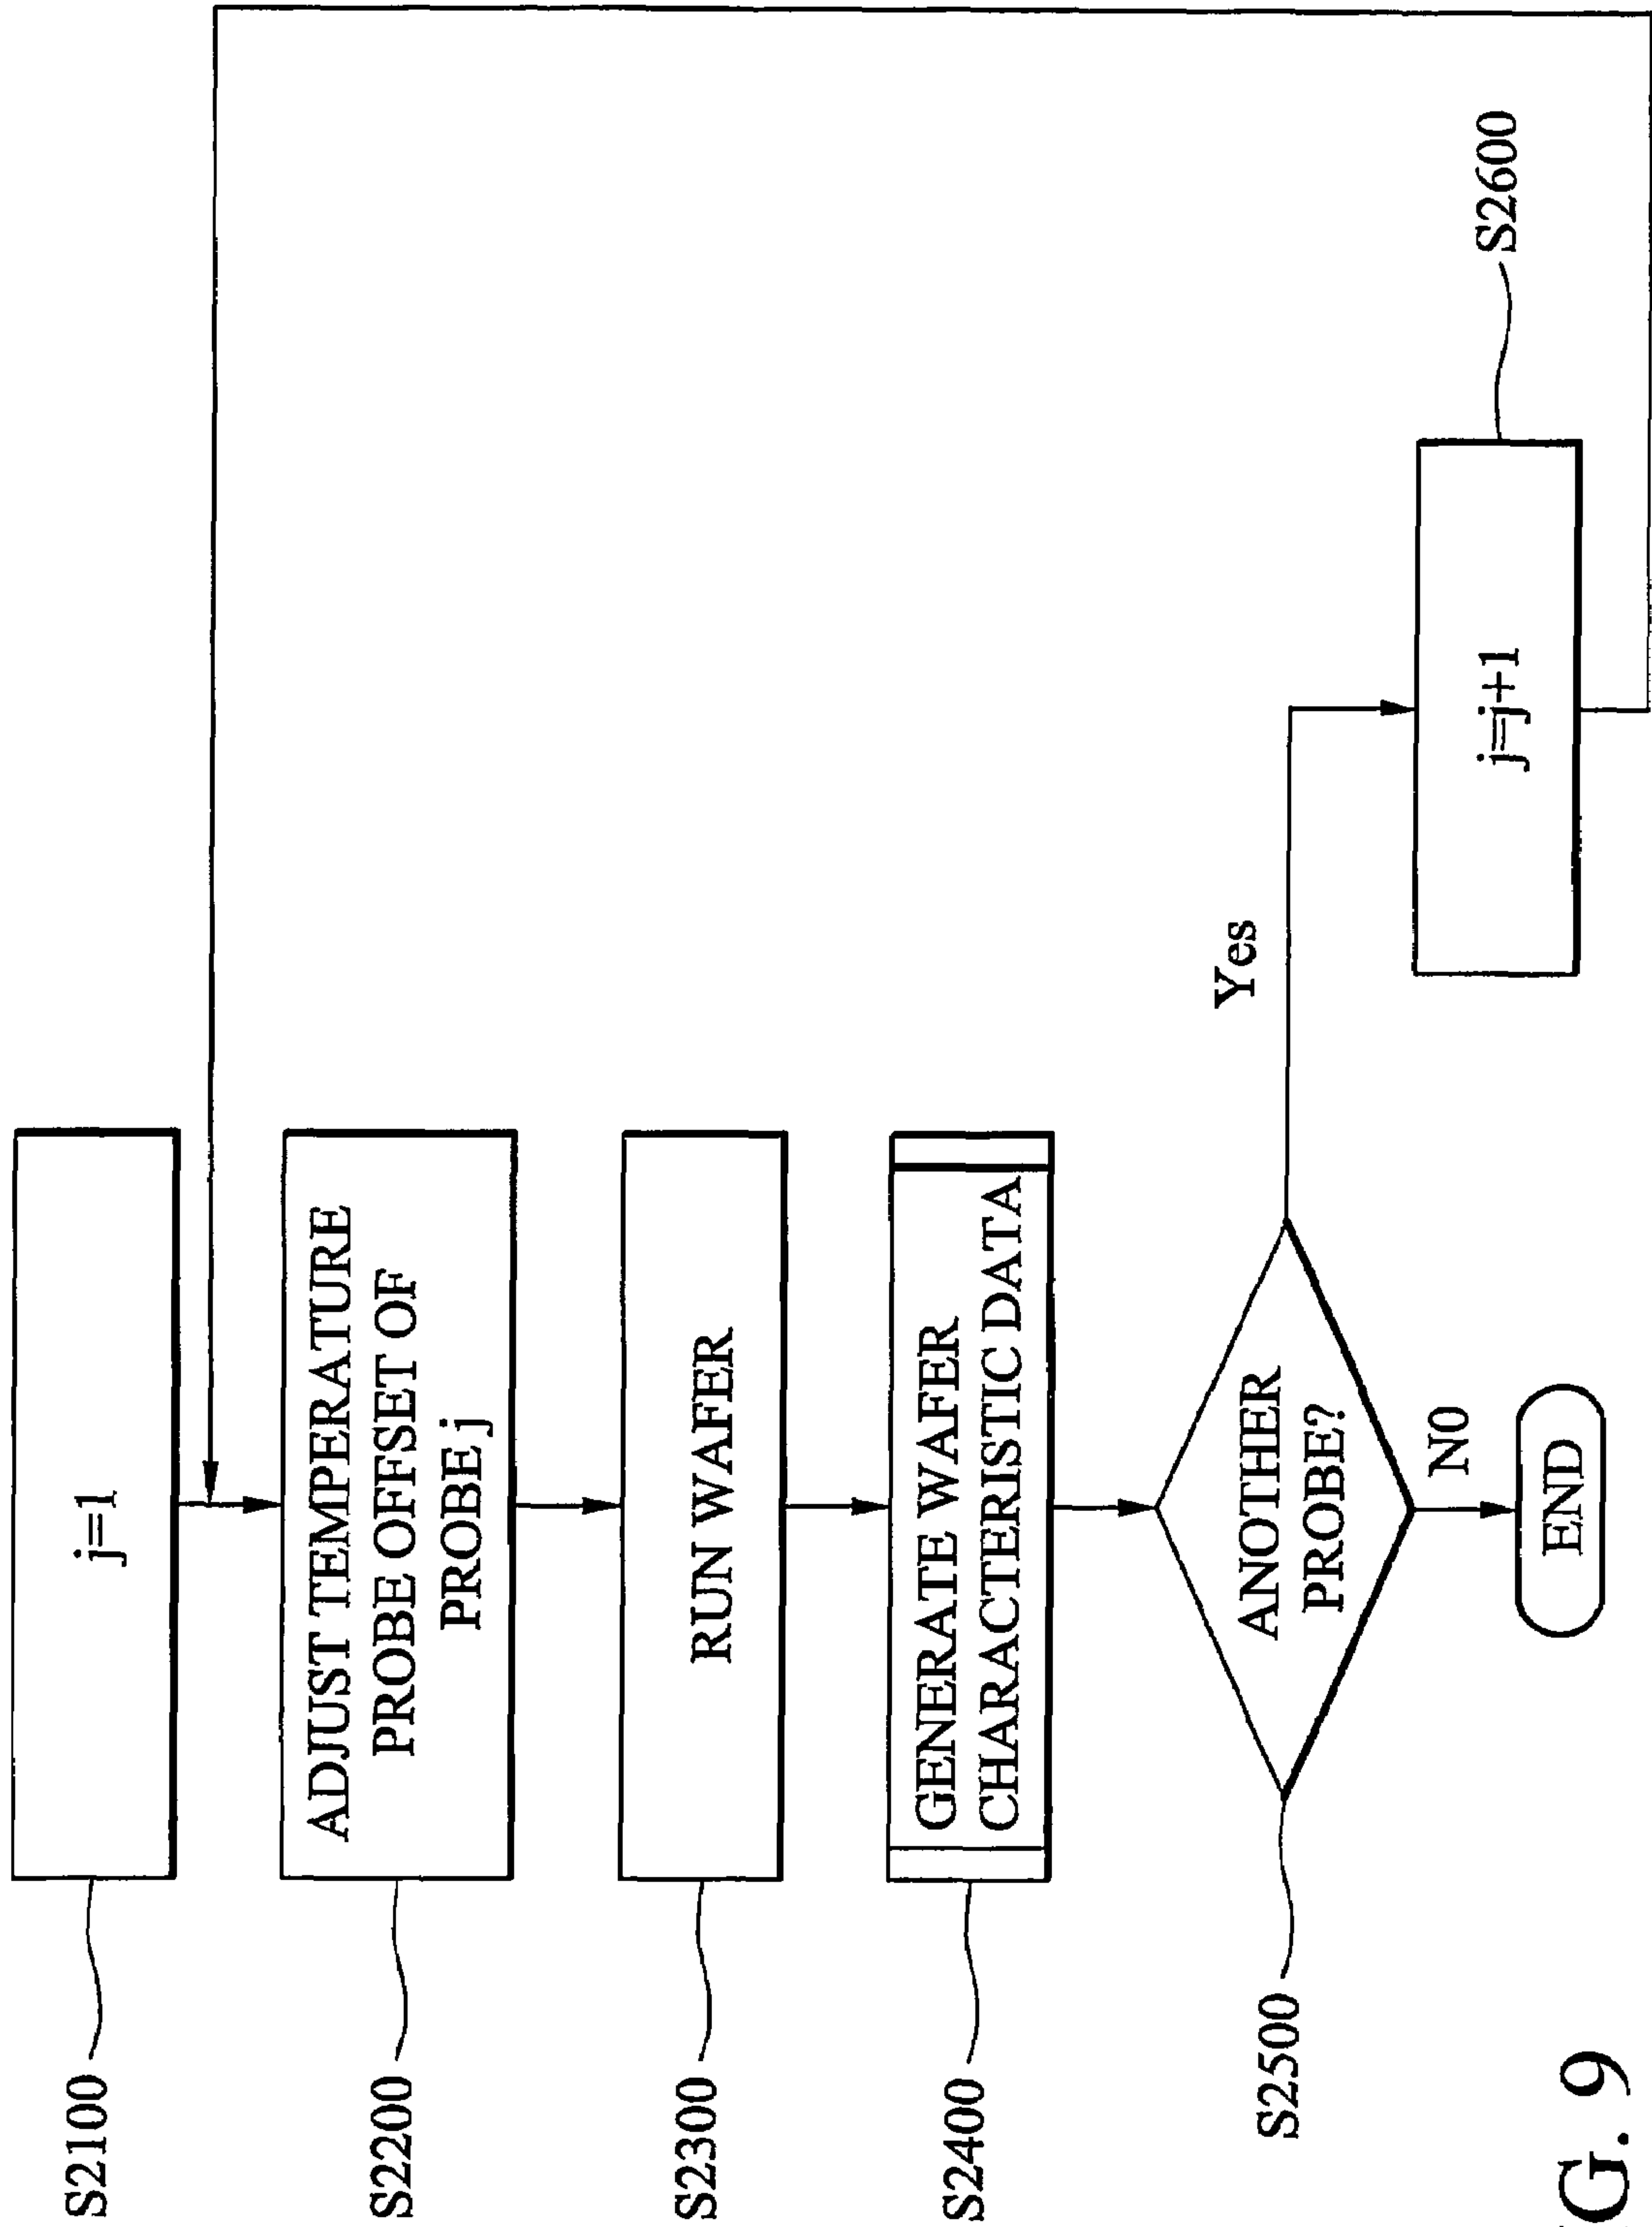 S2100
j=1
S2200
ADJUST TEMPERATURE
PROBE OFFSET OF
PROBE j
S2300
RUN WAFER
S2400
GENERATE WAFER
CHARACTERISTIC DATA
S2500
ANOTHER
PROBE?
Yes
N0
j=j+1
S2600
END
G. 9